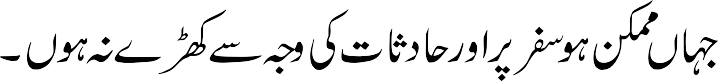 جہاں ممکن ہو سفر پر اور حادثات کی وجہ سے کھڑے نہ ہوں ۔